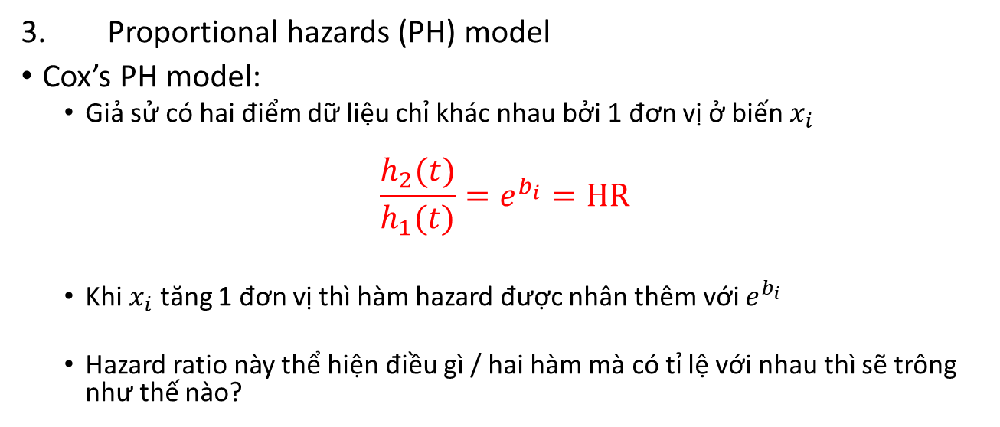 3. Proportional hazards (PH) model
• Cox’s PH model:
• Giả sử có hai điểm dữ liệu chỉ khác nhau bởi 1 đơn vị ở biến $x_i$
$\frac{h_2(t)}{h_1(t)} = e^{b_i} = \mathrm{HR}$
• Khi $x_i$ tăng 1 đơn vị thì hàm hazard được nhân thêm với $e^{b_i}$
• Hazard ratio này thể hiện điều gì / hai hàm mà có tỉ lệ với nhau thì sẽ trông
như thế nào?